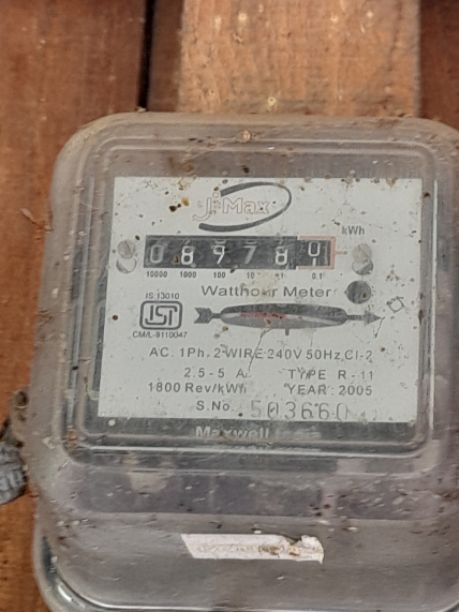 J-Max
kWh
0 8 9 7 8
10000 1000 100 10 1 0.1
Watthour Meter
IS:13010
ISI
CM/L-9110047
AC. 1Ph. 2-WIRE 240V 50Hz, Cl-2
2.5-5 A. TYPE R-11
1800 Rev/kWh YEAR: 2005
S.No. 503660
Maxwell